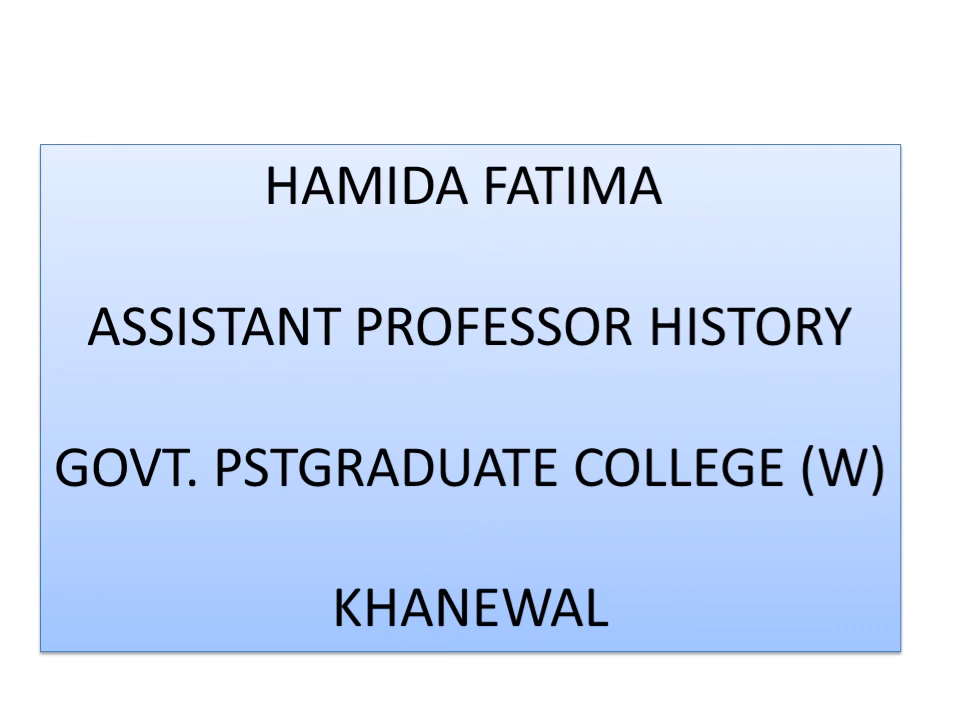 HAMIDA FATIMA
ASSISTANT PROFESSOR HISTORY
GOVT. PSTGRADUATE COLLEGE (W)
KHANEWAL